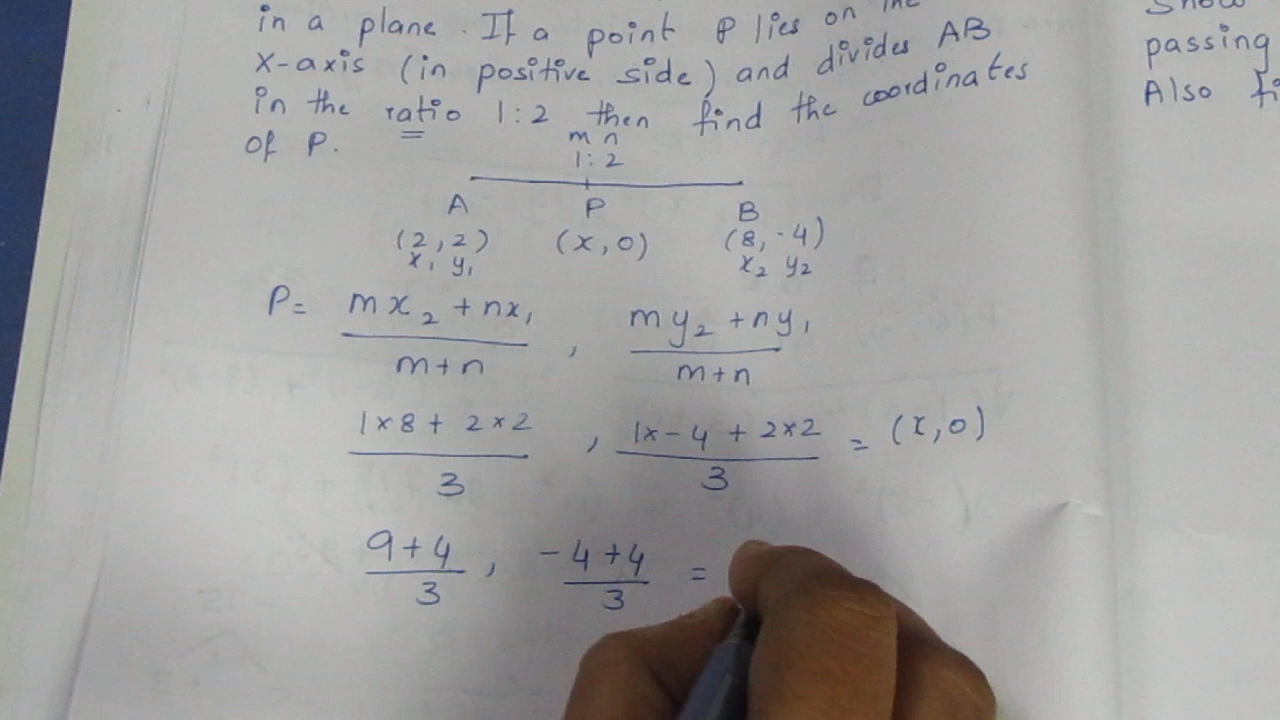 in a plane. If a point P lies on the
X-axis (in positive side) and divides AB
in the ratio 1:2 then find the coordinates
of P.
m n
1:2
A P B
(2,2) (x,0) (8,-4)
x₁ y₁ x₂ y₂
P= mx₂ + nx₁ / m+n , my₂ + ny₁ / m+n
1×8 + 2×2 / 3 , 1×-4 + 2×2 / 3 = (x,0)
9+4 / 3 , -4+4 / 3 =
Show
passing
Also